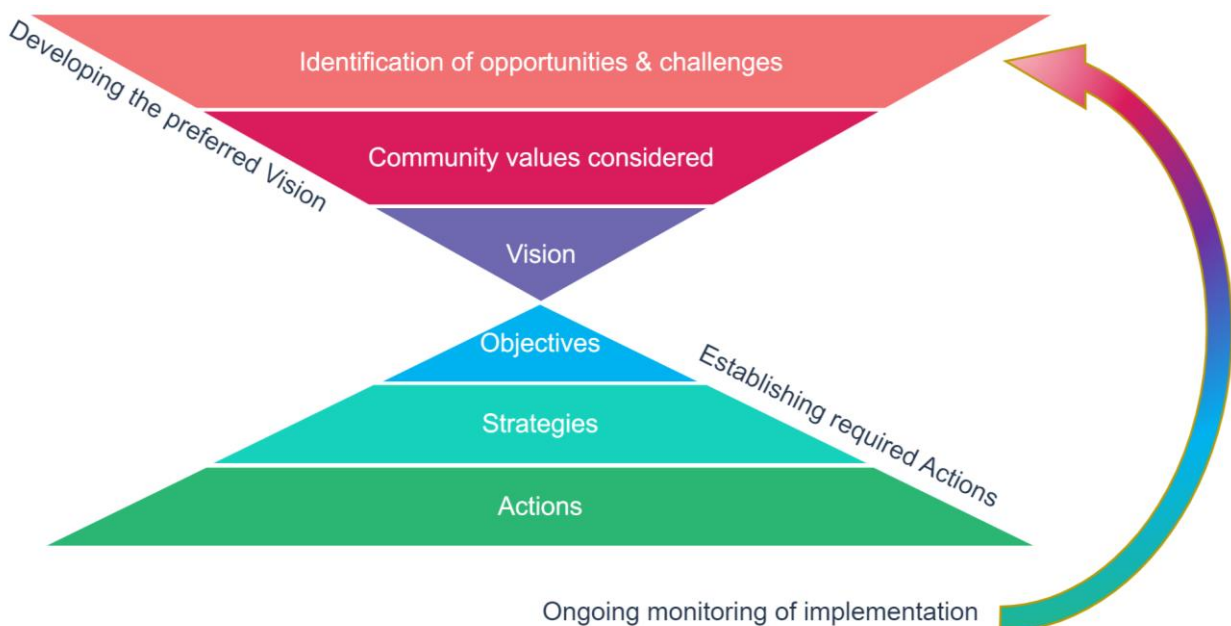 Developing the preferred Vision
Identification of opportunities & challenges
Community values considered
Vision
Objectives
Strategies
Actions
Establishing required Actions
Ongoing monitoring of implementation